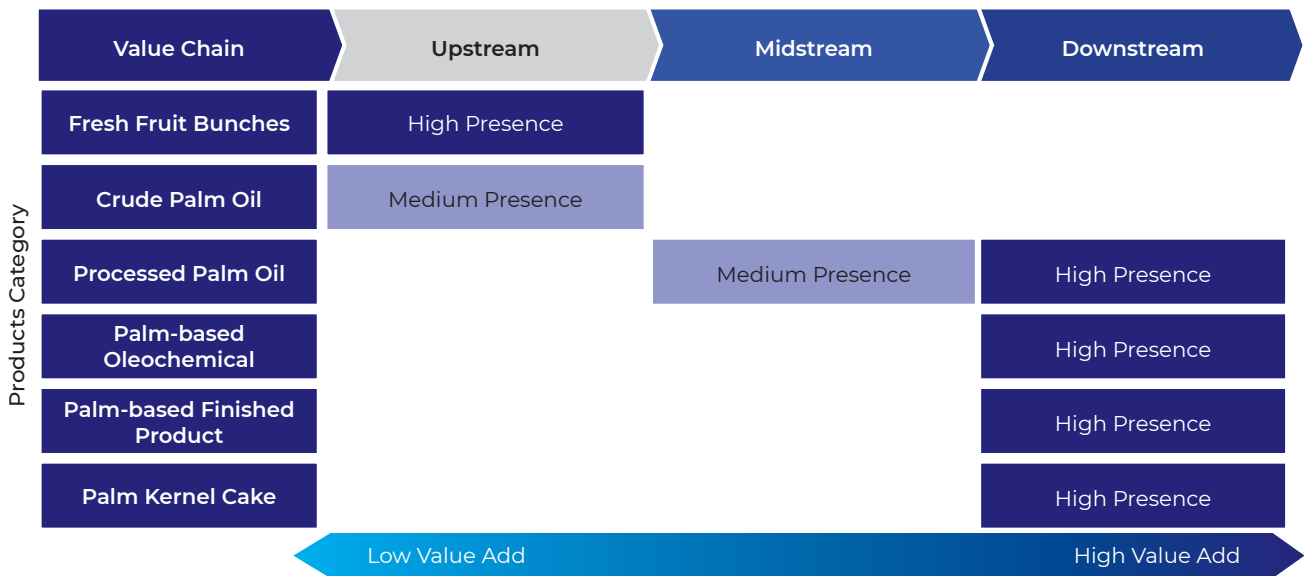 Value Chain
Upstream
Midstream
Downstream
Products Category
Fresh Fruit Bunches
High Presence
Crude Palm Oil
Medium Presence
Processed Palm Oil
Medium Presence
High Presence
Palm-based
Oleochemical
High Presence
Palm-based Finished
Product
High Presence
Palm Kernel Cake
High Presence
Low Value Add
High Value Add